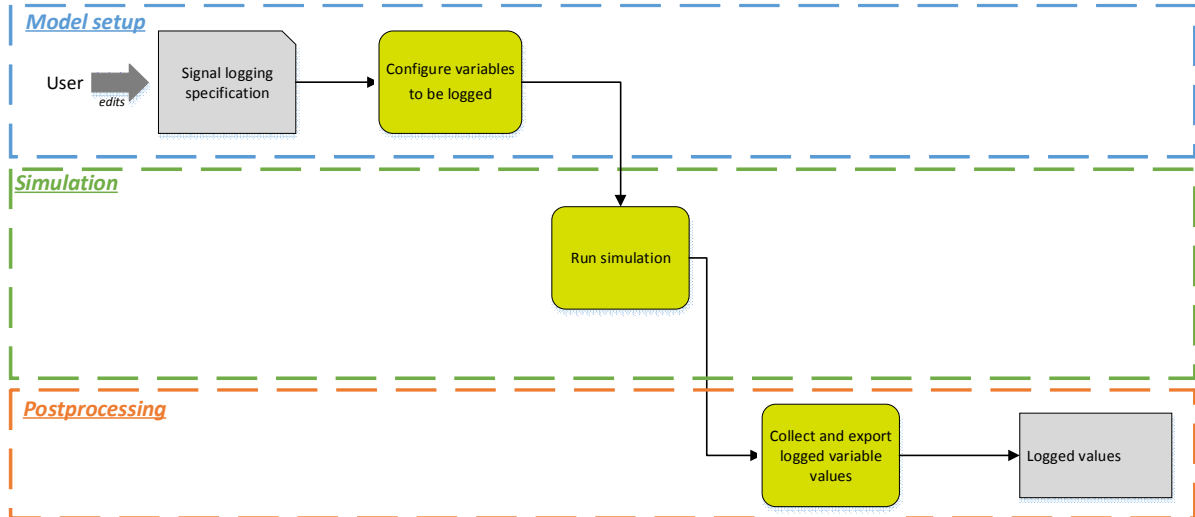 Model setup
User
edits
Signal logging
specification
Configure variables
to be logged
Simulation
Run simulation
Postprocessing
Collect and export
logged variable
values
Logged values